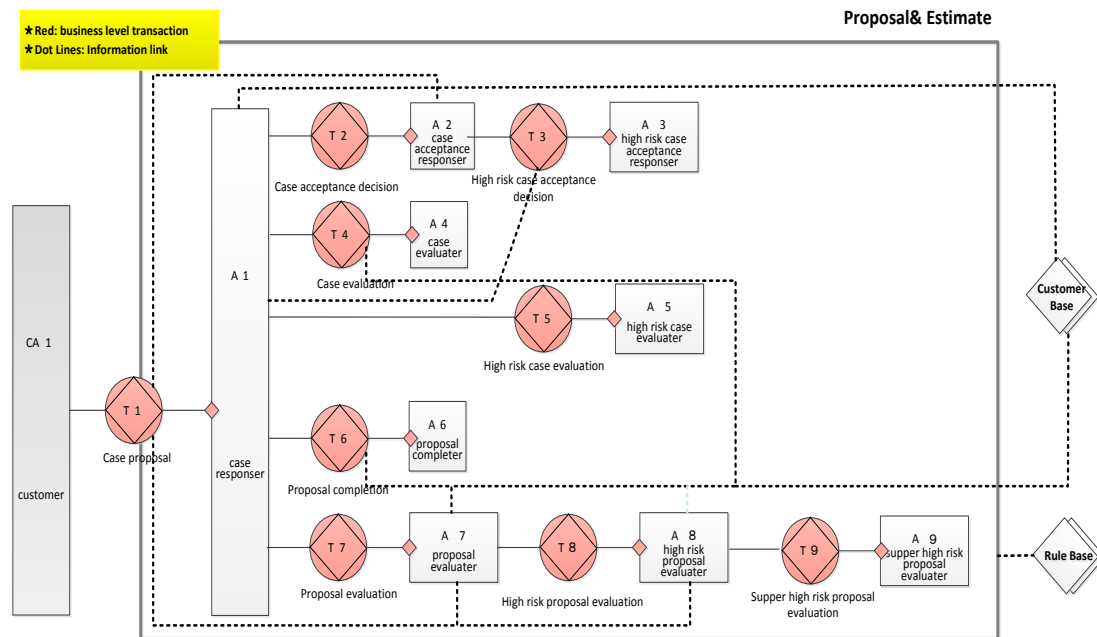 Proposal& Estimate
* Red: business level transaction
* Dot Lines: Information link
T 2
A 2
case
acceptance
responser
T 3
A 3
high risk case
acceptance
responser
Case acceptance decision
High risk case acceptance
decision
T 4
A 4
case
evaluater
Case evaluation
A 1
Customer
Base
T 5
A 5
high risk case
evaluater
High risk case evaluation
CA 1
T 1
Case proposal
T 6
A 6
proposal
completer
case
responser
customer
Proposal completion
T 7
A 7
proposal
evaluater
T 8
A 8
high risk
proposal
evaluater
T 9
A 9
supper high risk
proposal
evaluater
Rule Base
Proposal evaluation
High risk proposal evaluation
Supper high risk proposal
evaluation